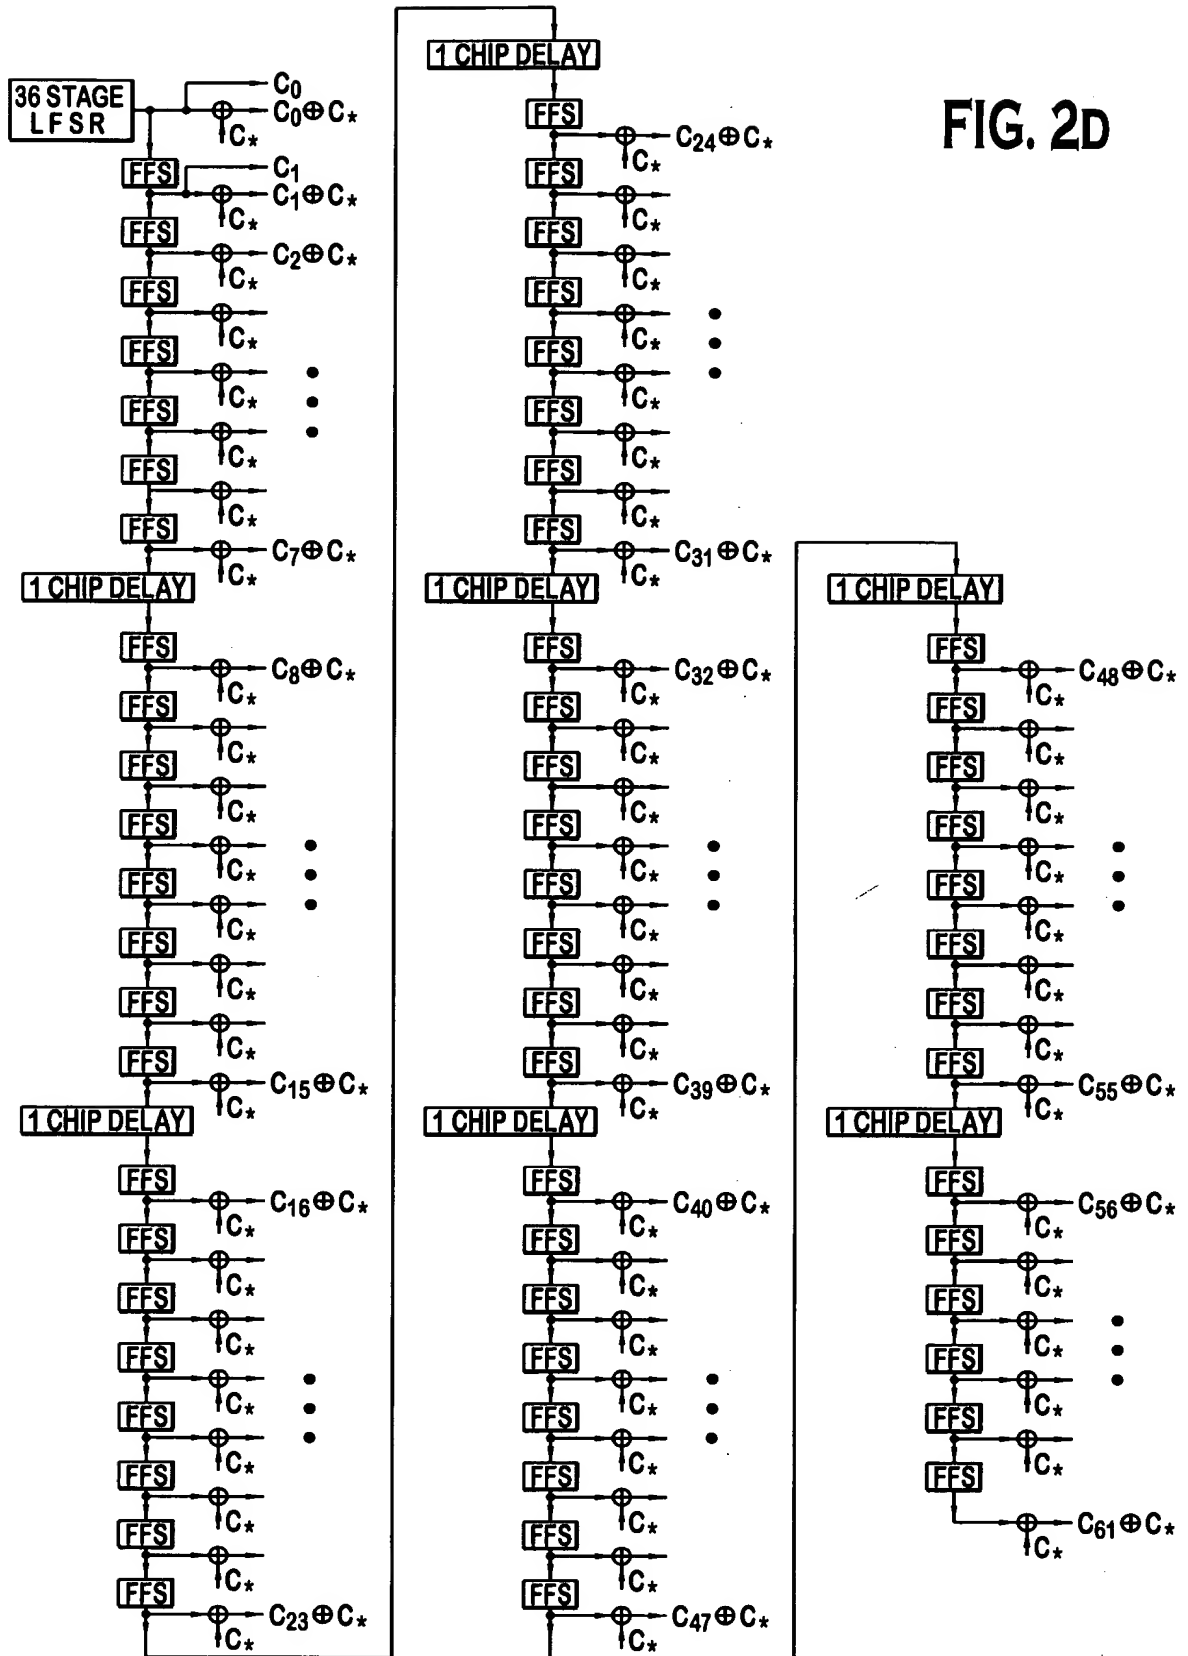 FIG. 2D
36 STAGE
LFSR
C₀
C₀ ⊕ C*
C*
FFS
C₁
C₁ ⊕ C*
C*
FFS
C₂ ⊕ C*
C*
FFS
C*
FFS
C*
FFS
C*
FFS
C*
FFS
C₇ ⊕ C*
C*
1 CHIP DELAY
FFS
C₈ ⊕ C*
C*
FFS
C*
FFS
C*
FFS
C*
FFS
C*
FFS
C*
FFS
C*
FFS
C₁₅ ⊕ C*
C*
1 CHIP DELAY
FFS
C₁₆ ⊕ C*
C*
FFS
C*
FFS
C*
FFS
C*
FFS
C*
FFS
C*
FFS
C*
FFS
C₂₃ ⊕ C*
C*
1 CHIP DELAY
FFS
C₂₄ ⊕ C*
C*
FFS
C*
FFS
C*
FFS
C*
FFS
C*
FFS
C*
FFS
C*
FFS
C₃₁ ⊕ C*
C*
1 CHIP DELAY
FFS
C₃₂ ⊕ C*
C*
FFS
C*
FFS
C*
FFS
C*
FFS
C*
FFS
C*
FFS
C*
FFS
C₃₉ ⊕ C*
C*
1 CHIP DELAY
FFS
C₄₀ ⊕ C*
C*
FFS
C*
FFS
C*
FFS
C*
FFS
C*
FFS
C*
FFS
C*
FFS
C₄₇ ⊕ C*
C*
1 CHIP DELAY
FFS
C₄₈ ⊕ C*
C*
FFS
C*
FFS
C*
FFS
C*
FFS
C*
FFS
C*
FFS
C*
FFS
C₅₅ ⊕ C*
C*
1 CHIP DELAY
FFS
C₅₆ ⊕ C*
C*
FFS
C*
FFS
C*
FFS
C*
FFS
C*
FFS
C₆₁ ⊕ C*
C*